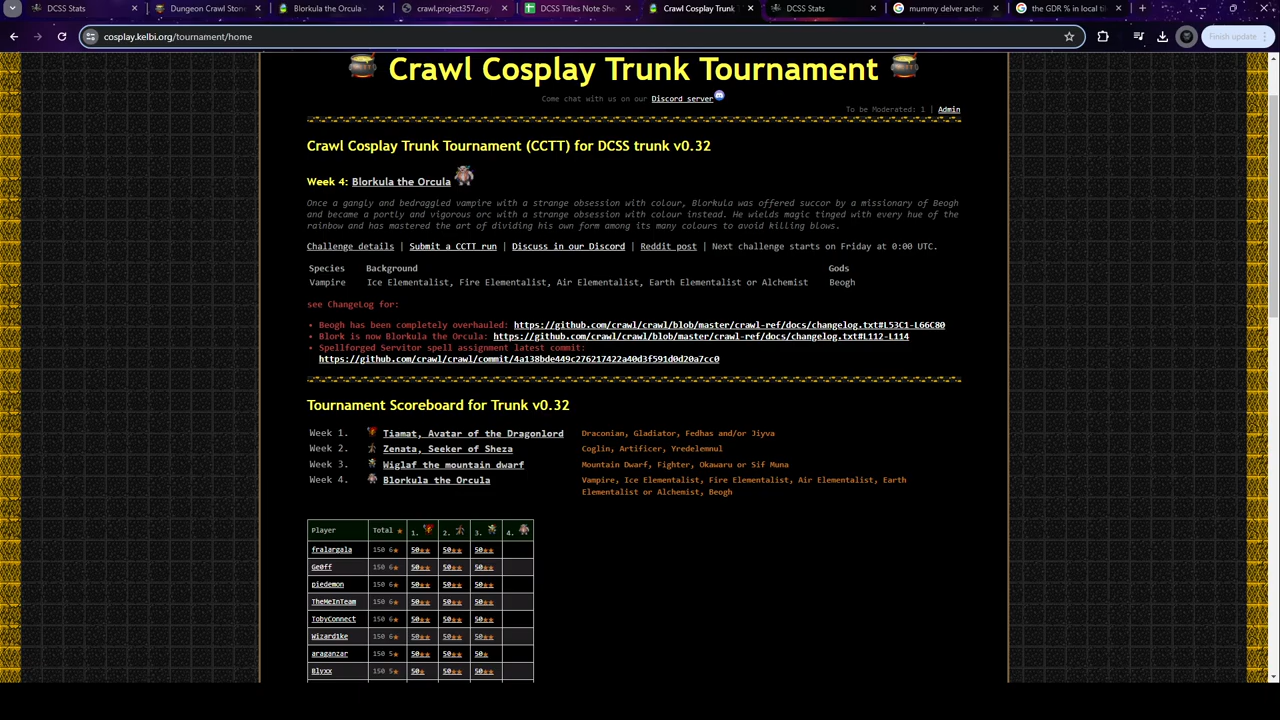 DCSS Stats
Dungeon Crawl Stone
Blorkula the Orcula -
crawl.project357.org/
DCSS Titles Note She
Crawl Cosplay Trunk T
DCSS Stats
mummy delver acher
the GDR % in local til
cosplay.kelbi.org/tournament/home
Finish update
Crawl Cosplay Trunk Tournament
Come chat with us on our Discord server
To be Moderated: 1 | Admin
Crawl Cosplay Trunk Tournament (CCTT) for DCSS trunk v0.32
Week 4: Blorkula the Orcula
Once a gangly and bedraggled vampire with a strange obsession with colour, Blorkula was offered succor by a missionary of Beogh
and became a portly and vigorous orc with a strange obsession with colour instead. He wields magic tinged with every hue of the
rainbow and has mastered the art of dividing his own form among its many colours to avoid killing blows.
Challenge details | Submit a CCTT run | Discuss in our Discord | Reddit post | Next challenge starts on Friday at 0:00 UTC.
Species Background Gods
Vampire Ice Elementalist, Fire Elementalist, Air Elementalist, Earth Elementalist or Alchemist Beogh
see ChangeLog for:
• Beogh has been completely overhauled: https://github.com/crawl/crawl/blob/master/crawl-ref/docs/changelog.txt#L53C1-L66C80
• Blork is now Blorkula the Orcula: https://github.com/crawl/crawl/blob/master/crawl-ref/docs/changelog.txt#L112-L114
• Spellforged Servitor spell assignment latest commit:
https://github.com/crawl/crawl/commit/4a138bde449c276217422a40d3f591d0d20a7cc0
Tournament Scoreboard for Trunk v0.32
Week 1. Tiamat, Avatar of the Dragonlord Draconian, Gladiator, Fedhas and/or Jiyva
Week 2. Zenata, Seeker of Sheza Coglin, Artificer, Yredelemnul
Week 3. Wiglaf the mountain dwarf Mountain Dwarf, Fighter, Okawaru or Sif Muna
Week 4. Blorkula the Orcula Vampire, Ice Elementalist, Fire Elementalist, Air Elementalist, Earth
Elementalist or Alchemist, Beogh
Player Total ★ 1. 2. 3. 4.
fralargala 150 6★ 50★★ 50★★ 50★★
Ge0ff 150 6★ 50★★ 50★★ 50★★
piedemon 150 6★ 50★★ 50★★ 50★★
TheMeInTeam 150 6★ 50★★ 50★★ 50★★
TobyConnect 150 6★ 50★★ 50★★ 50★★
Wizard1ke 150 6★ 50★★ 50★★ 50★★
araganzar 150 5★ 50★★ 50★★ 50★
Blyxx 150 5★ 50★ 50★★ 50★★